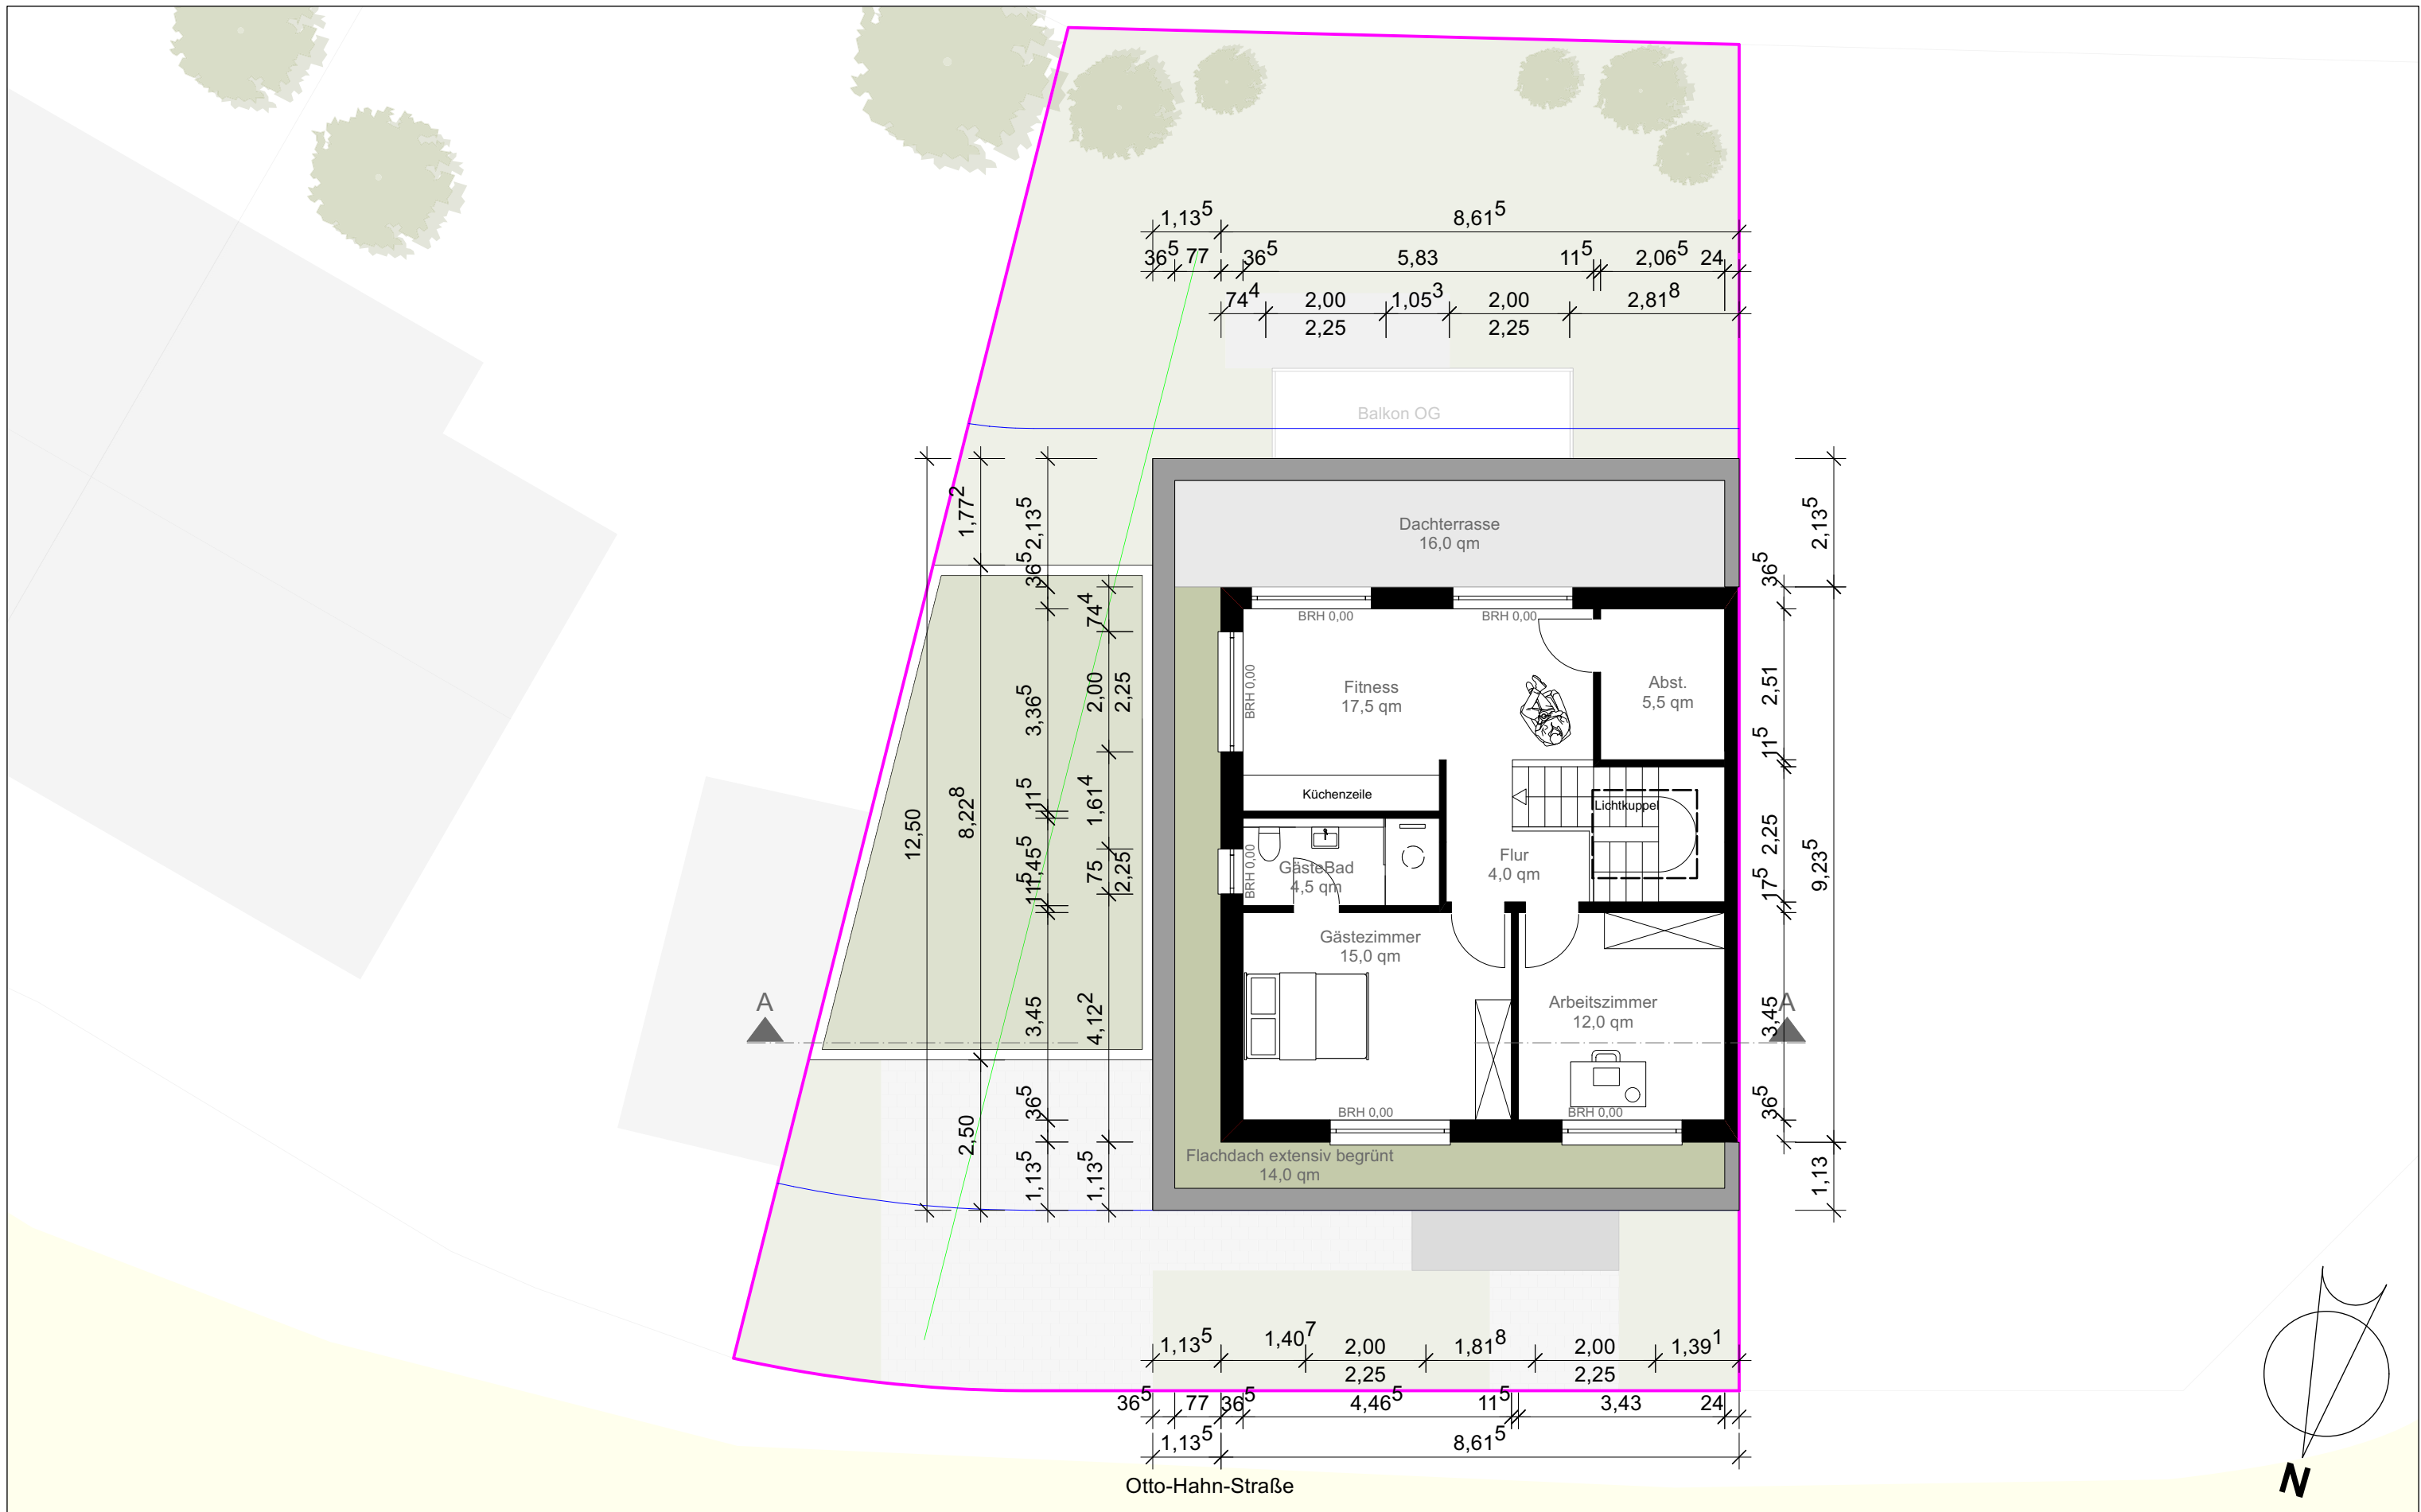 1,13⁵ 8,61⁵
36⁵ 77 36⁵ 5,83 11⁵ 2,06⁵ 24
74⁴ 2,00 1,05³ 2,00 2,81⁸
2,25 2,25
Balkon OG
Dachterrasse
16,0 qm
12,50
1,77²
8,22⁸
2,50
2,13⁵
36⁵
3,36⁵
11⁵
1,45⁵
11⁵
3,45
36⁵
1,13⁵
74⁴
2,00
2,25
1,61⁴
75
2,25
4,12²
1,13⁵
BRH 0,00
BRH 0,00
BRH 0,00
Fitness
17,5 qm
Abst.
5,5 qm
Küchenzeile
Lichtkuppel
BRH 0,00
GästeBad
4,5 qm
Flur
4,0 qm
Gästezimmer
15,0 qm
Arbeitszimmer
12,0 qm
A
A
BRH 0,00
BRH 0,00
Flachdach extensiv begrünt
14,0 qm
36⁵
2,51
11⁵
2,25
17⁵
3,45
36⁵
2,13⁵
9,23⁵
1,13
1,13⁵ 1,40⁷ 2,00 1,81⁸ 2,00 1,39¹
2,25 2,25
36⁵ 77 36⁵ 4,46⁵ 11⁵ 3,43 24
1,13⁵ 8,61⁵
Otto-Hahn-Straße
N